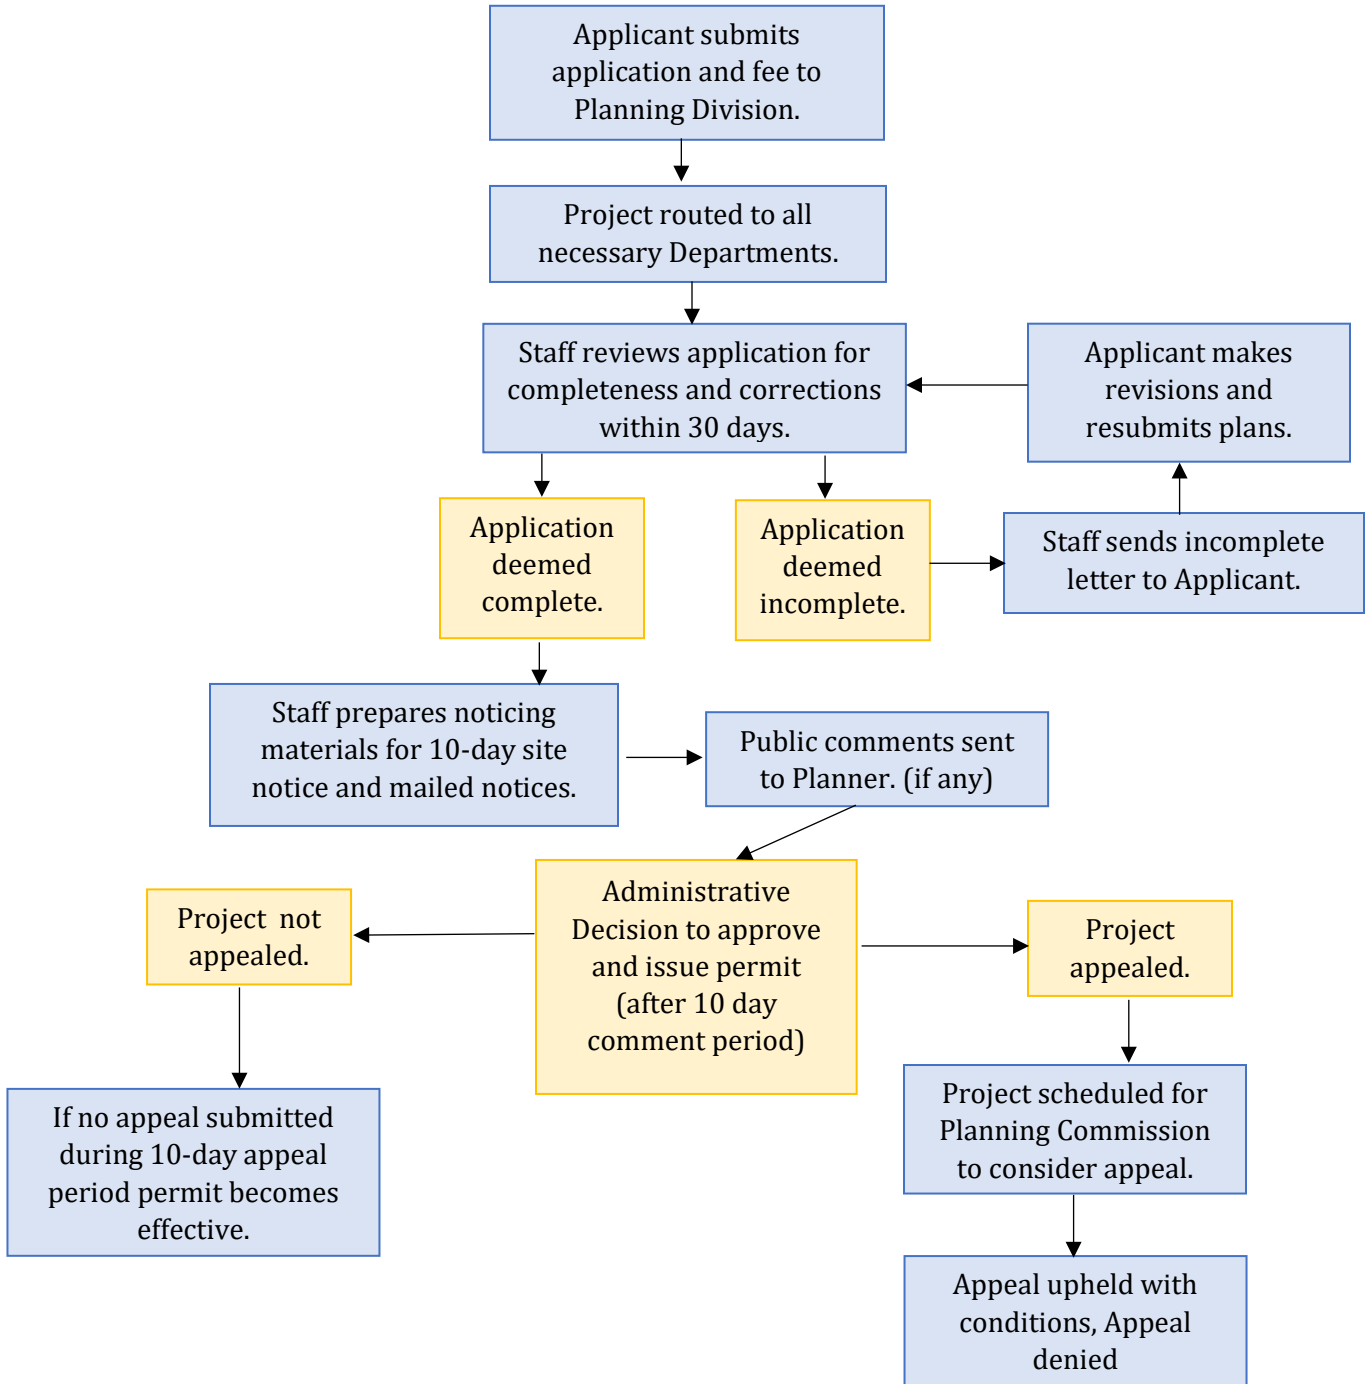 Applicant submits
application and fee to
Planning Division.
Project routed to all
necessary Departments.
Staff reviews application for
completeness and corrections
within 30 days.
Applicant makes
revisions and
resubmits plans.
Application
deemed
complete.
Application
deemed
incomplete.
Staff sends incomplete
letter to Applicant.
Staff prepares noticing
materials for 10-day site
notice and mailed notices.
Public comments sent
to Planner. (if any)
Administrative
Decision to approve
and issue permit
(after 10 day
comment period)
Project  not
appealed.
Project
appealed.
If no appeal submitted
during 10-day appeal
period permit becomes
effective.
Project scheduled for
Planning Commission
to consider appeal.
Appeal upheld with
conditions, Appeal
denied